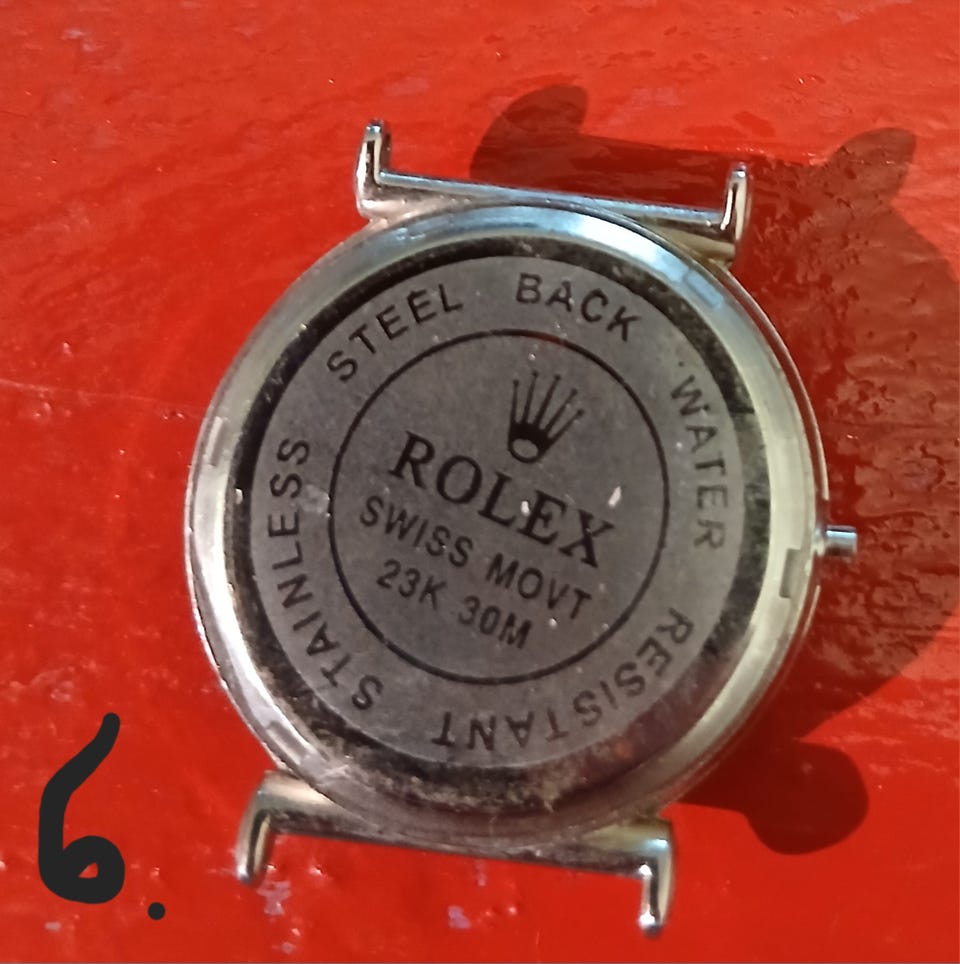 STAINLESS STEEL BACK WATER RESISTANT
ROLEX
SWISS MOVT
23K 30M
6.